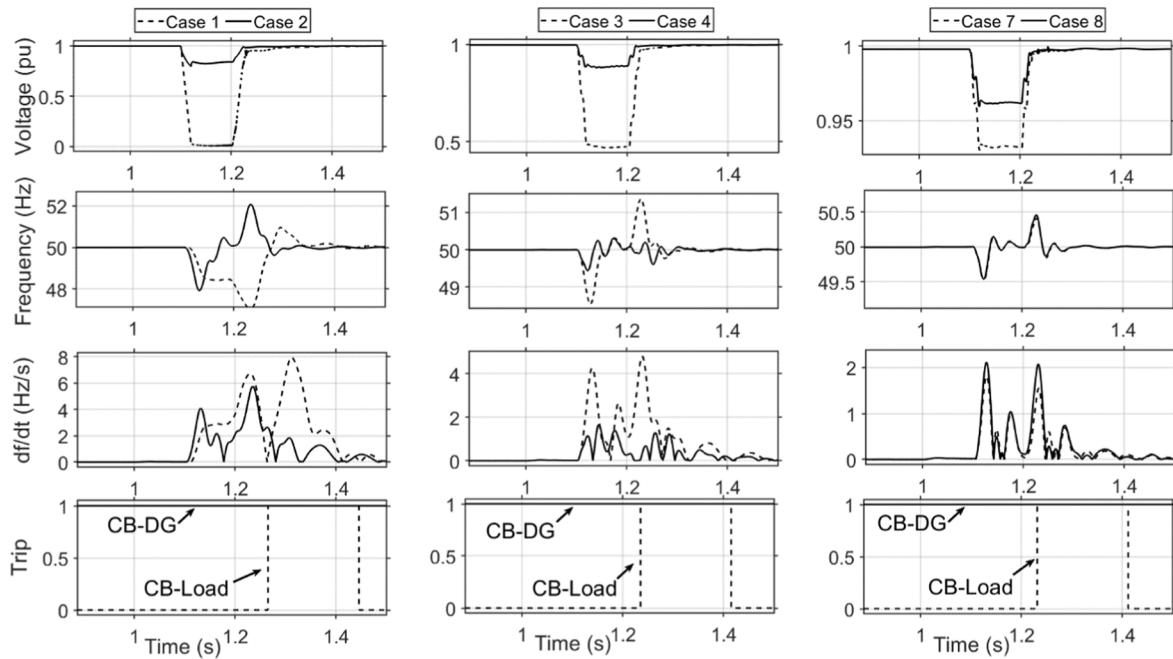 Case 1 Case 2
Voltage (pu)
1
0.5
0
1 1.2 1.4
Frequency (Hz)
52
50
48
1 1.2 1.4
df/dt (Hz/s)
8
6
4
2
0
1 1.2 1.4
Trip
1
0.5
0
CB-DG
CB-Load
1 1.2 1.4
Time (s)
Case 3 Case 4
1
0.5
1 1.2 1.4
51
50
49
1 1.2 1.4
4
2
0
1 1.2 1.4
1
0.5
0
CB-DG
CB-Load
1 1.2 1.4
Time (s)
Case 7 Case 8
1
0.95
1 1.2 1.4
50.5
50
49.5
1 1.2 1.4
2
1
0
1 1.2 1.4
1
0.5
0
CB-DG
CB-Load
1 1.2 1.4
Time (s)